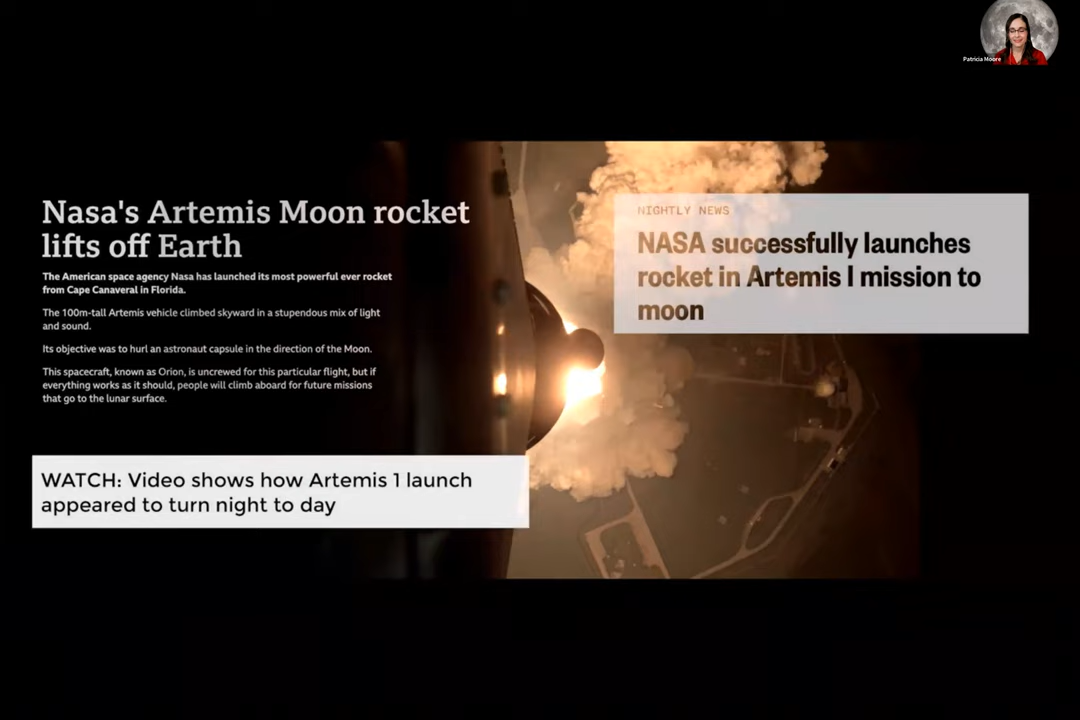 Patricia Moore
Nasa's Artemis Moon rocket
lifts off Earth
The American space agency Nasa has launched its most powerful ever rocket
from Cape Canaveral in Florida.
The 100m-tall Artemis vehicle climbed skyward in a stupendous mix of light
and sound.
Its objective was to hurl an astronaut capsule in the direction of the Moon.
This spacecraft, known as Orion, is uncrewed for this particular flight, but if
everything works as it should, people will climb aboard for future missions
that go to the lunar surface.
NIGHTLY NEWS
NASA successfully launches
rocket in Artemis I mission to
moon
WATCH: Video shows how Artemis 1 launch
appeared to turn night to day